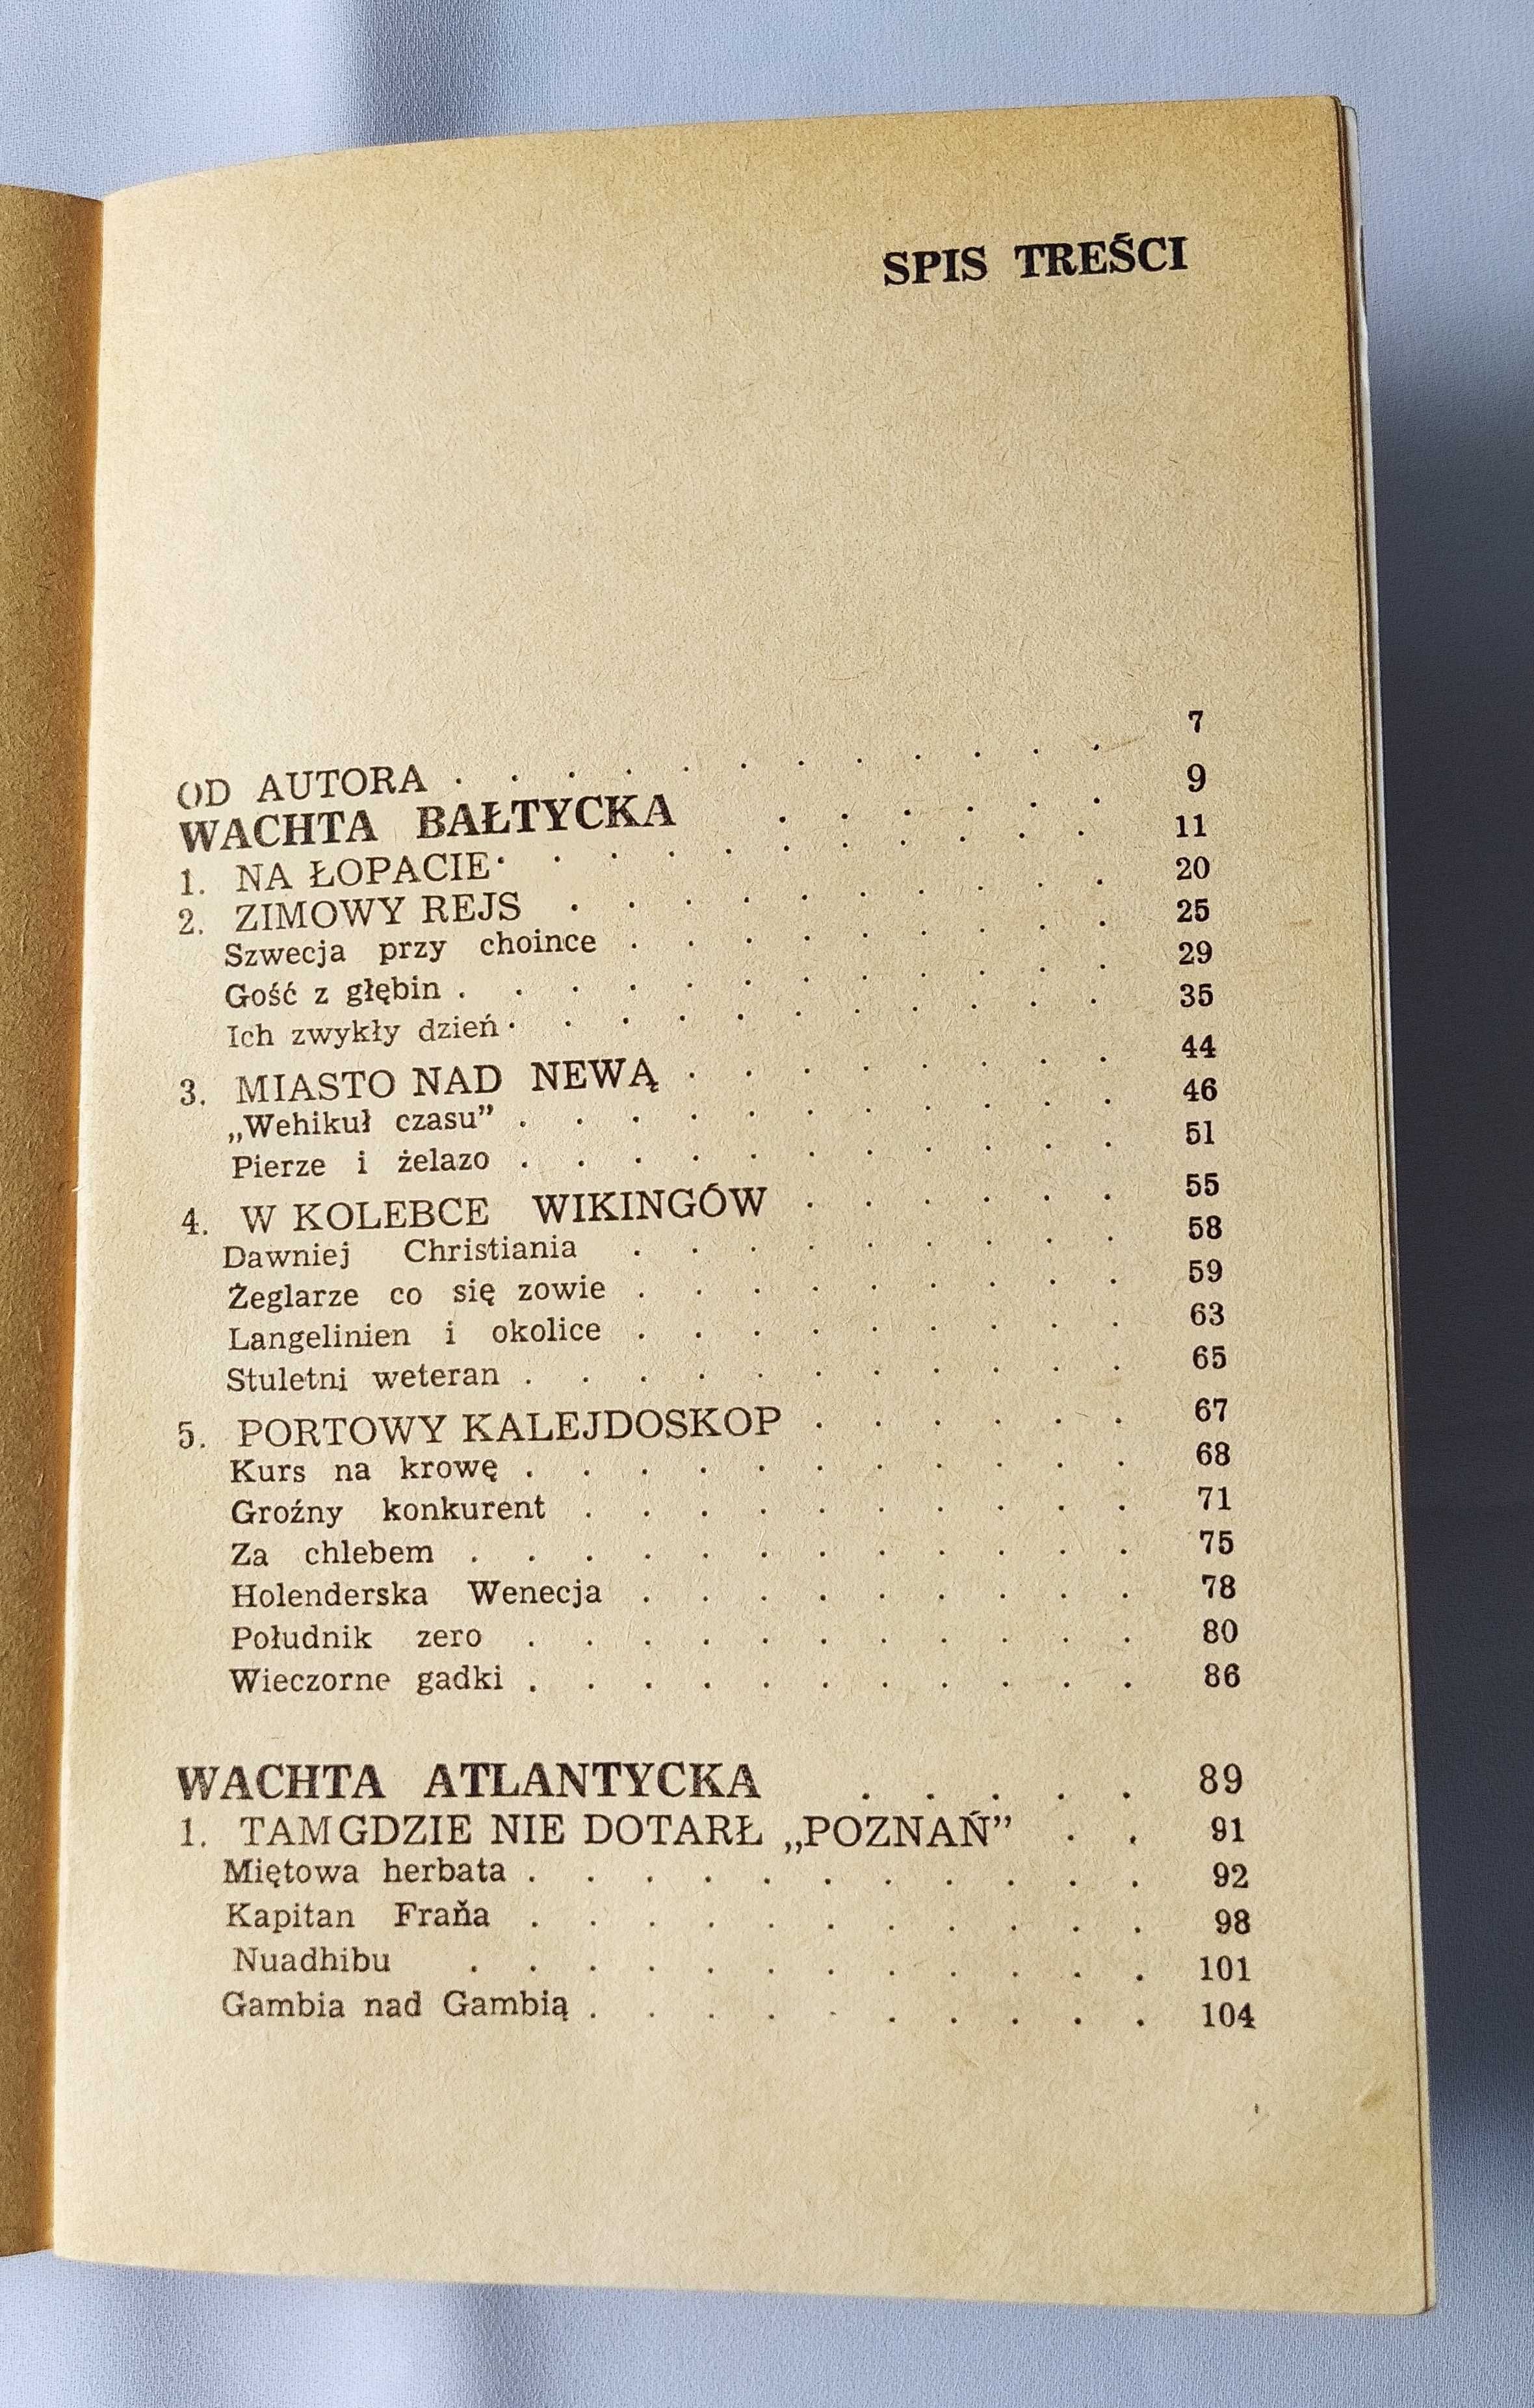 SPIS TREŚCI
OD AUTORA . . . . . . . . . . . 7
WACHTA BAŁTYCKA . . . . . . 9
1. NA ŁOPACIE . . . . . . . . . . 11
2. ZIMOWY REJS . . . . . . . . . . 20
Szwecja przy choince . . . . . . . . . 25
Gość z głębin . . . . . . . . . . . . 29
Ich zwykły dzień . . . . . . . . . . . 35
3. MIASTO NAD NEWĄ . . . . . . . . 44
„Wehikuł czasu” . . . . . . . . . . . 46
Pierze i żelazo . . . . . . . . . . . 51
4. W KOLEBCE WIKINGÓW . . . . . . 55
Dawniej Christiania . . . . . . . . . 58
Żeglarze co się zowie . . . . . . . . . 59
Langelinien i okolice . . . . . . . . . 63
Stuletni weteran . . . . . . . . . . . 65
5. PORTOWY KALEJDOSKOP . . . . . . 67
Kurs na krowę . . . . . . . . . . . 68
Groźny konkurent . . . . . . . . . . 71
Za chlebem . . . . . . . . . . . . 75
Holenderska Wenecja . . . . . . . . . 78
Południk zero . . . . . . . . . . . 80
Wieczorne gadki . . . . . . . . . . . 86
WACHTA ATLANTYCKA . . . . . 89
1. TAM GDZIE NIE DOTARŁ „POZNAŃ” . . 91
Miętowa herbata . . . . . . . . . . . 92
Kapitan Fraňa . . . . . . . . . . . 98
Nuadhibu . . . . . . . . . . . . 101
Gambia nad Gambią . . . . . . . . . . 104